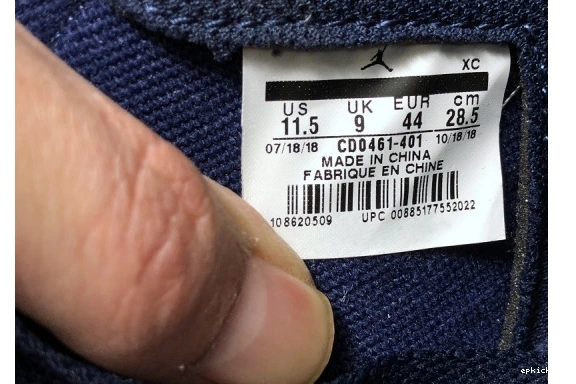 XC
US UK EUR cm
11.5 9 44 28.5
07/18/18 CD0461-401 10/18/18
MADE IN CHINA
FABRIQUE EN CHINE
108620509 UPC 00885177552022
epkick